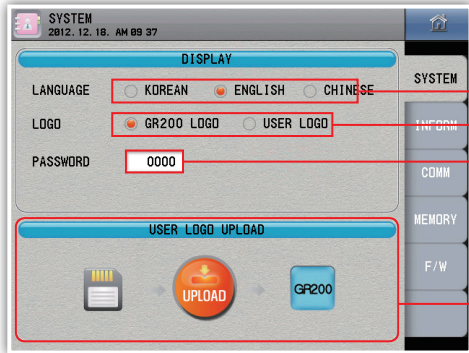 SYSTEM
2012. 12. 18. AM 09 37
DISPLAY
LANGUAGE KOREAN ENGLISH CHINESE
LOGO GR200 LOGO USER LOGO
PASSWORD 0000
USER LOGO UPLOAD
UPLOAD
GR200
SYSTEM
INFORM
COMM
MEMORY
F/W